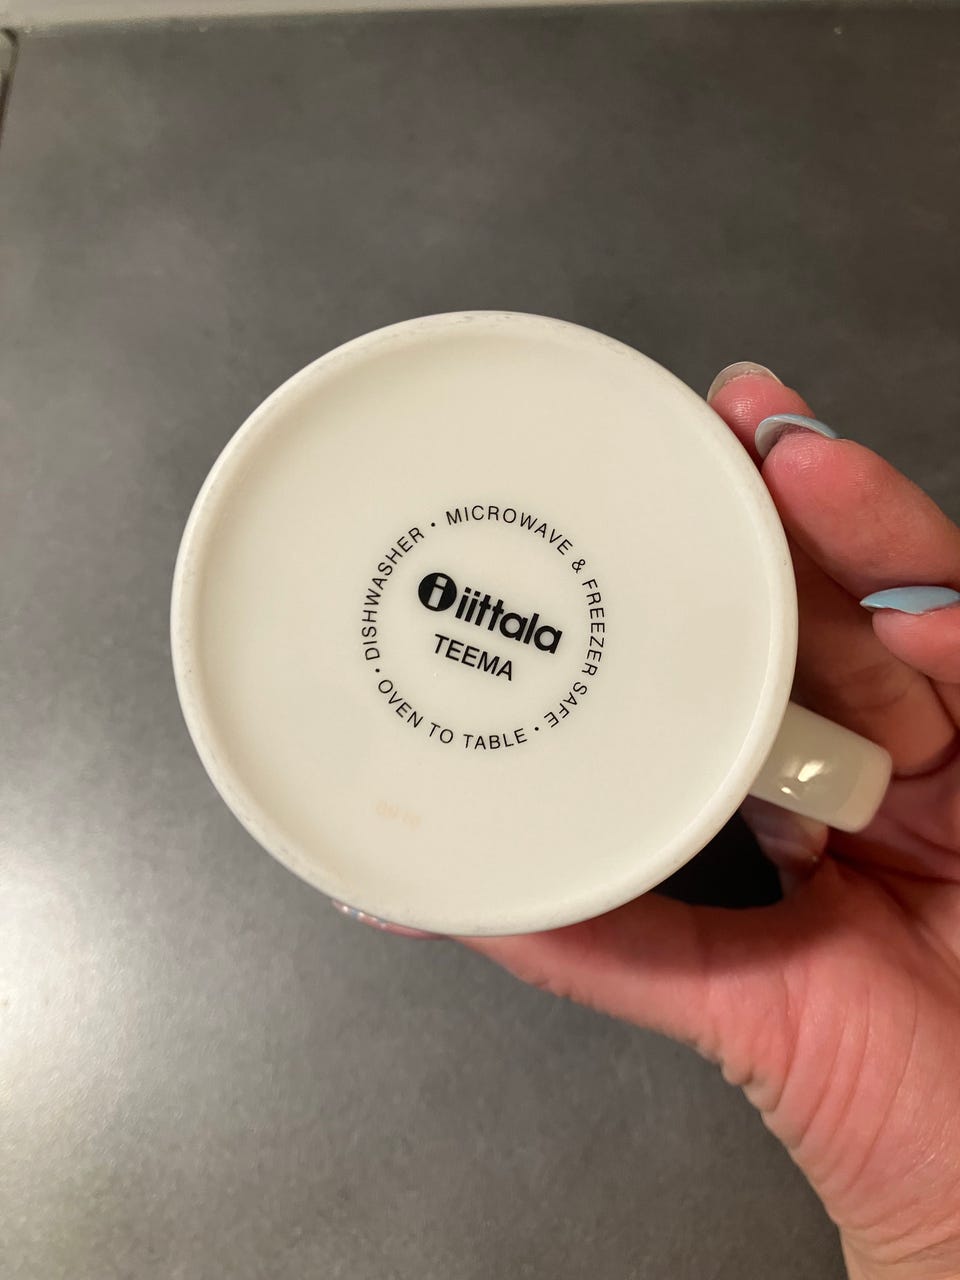 MICROWAVE & FREEZER SAFE •
OVEN TO TABLE •
DISHWASHER •
i iittala
TEEMA